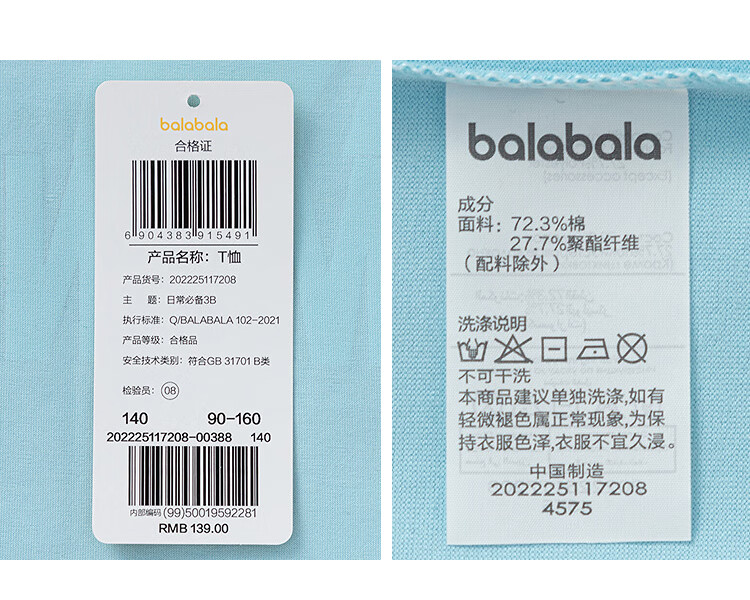 balabala
合格证
6904383915491
产品名称：T恤
产品货号：202225117208
主　　题：日常必备3B
执行标准：Q/BALABALA 102-2021
产品等级：合格品
安全技术类别：符合GB 31701 B类
检验员：08
140 90-160
202225117208-00388 140
内部编码 (99)50019592281
RMB 139.00
balabala
成分
面料：72.3%棉
27.7%聚酯纤维
（配料除外）
洗涤说明
不可干洗
本商品建议单独洗涤,如有
轻微褪色属正常现象,为保
持衣服色泽,衣服不宜久浸。
中国制造
202225117208
4575